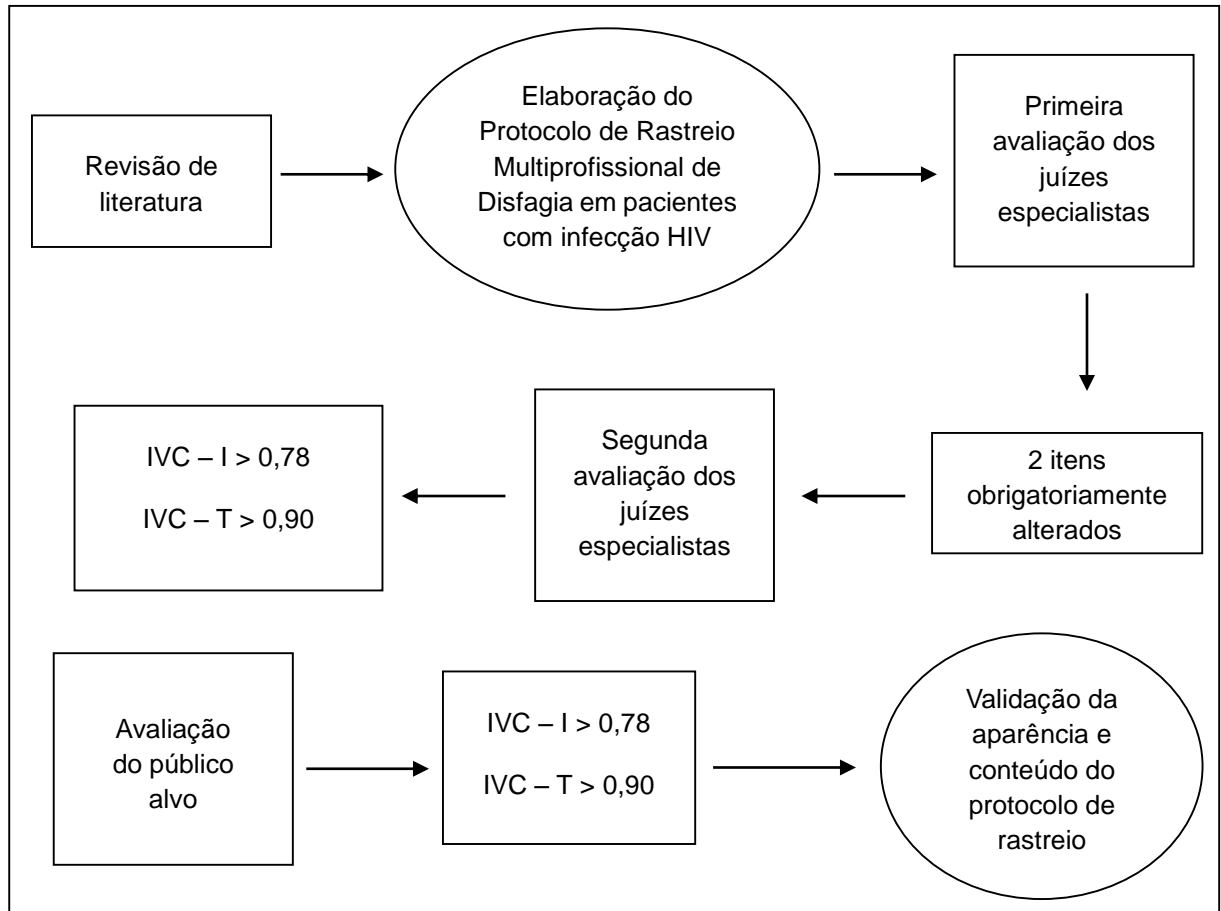 Revisão de
literatura
Elaboração do
Protocolo de Rastreio
Multiprofissional de
Disfagia em pacientes
com infecção HIV
Primeira
avaliação dos
juízes
especialistas
2 itens
obrigatoriamente
alterados
Segunda
avaliação dos
juízes
especialistas
IVC – I > 0,78
IVC – T > 0,90
Avaliação
do público
alvo
IVC – I > 0,78
IVC – T > 0,90
Validação da
aparência e
conteúdo do
protocolo de
rastreio